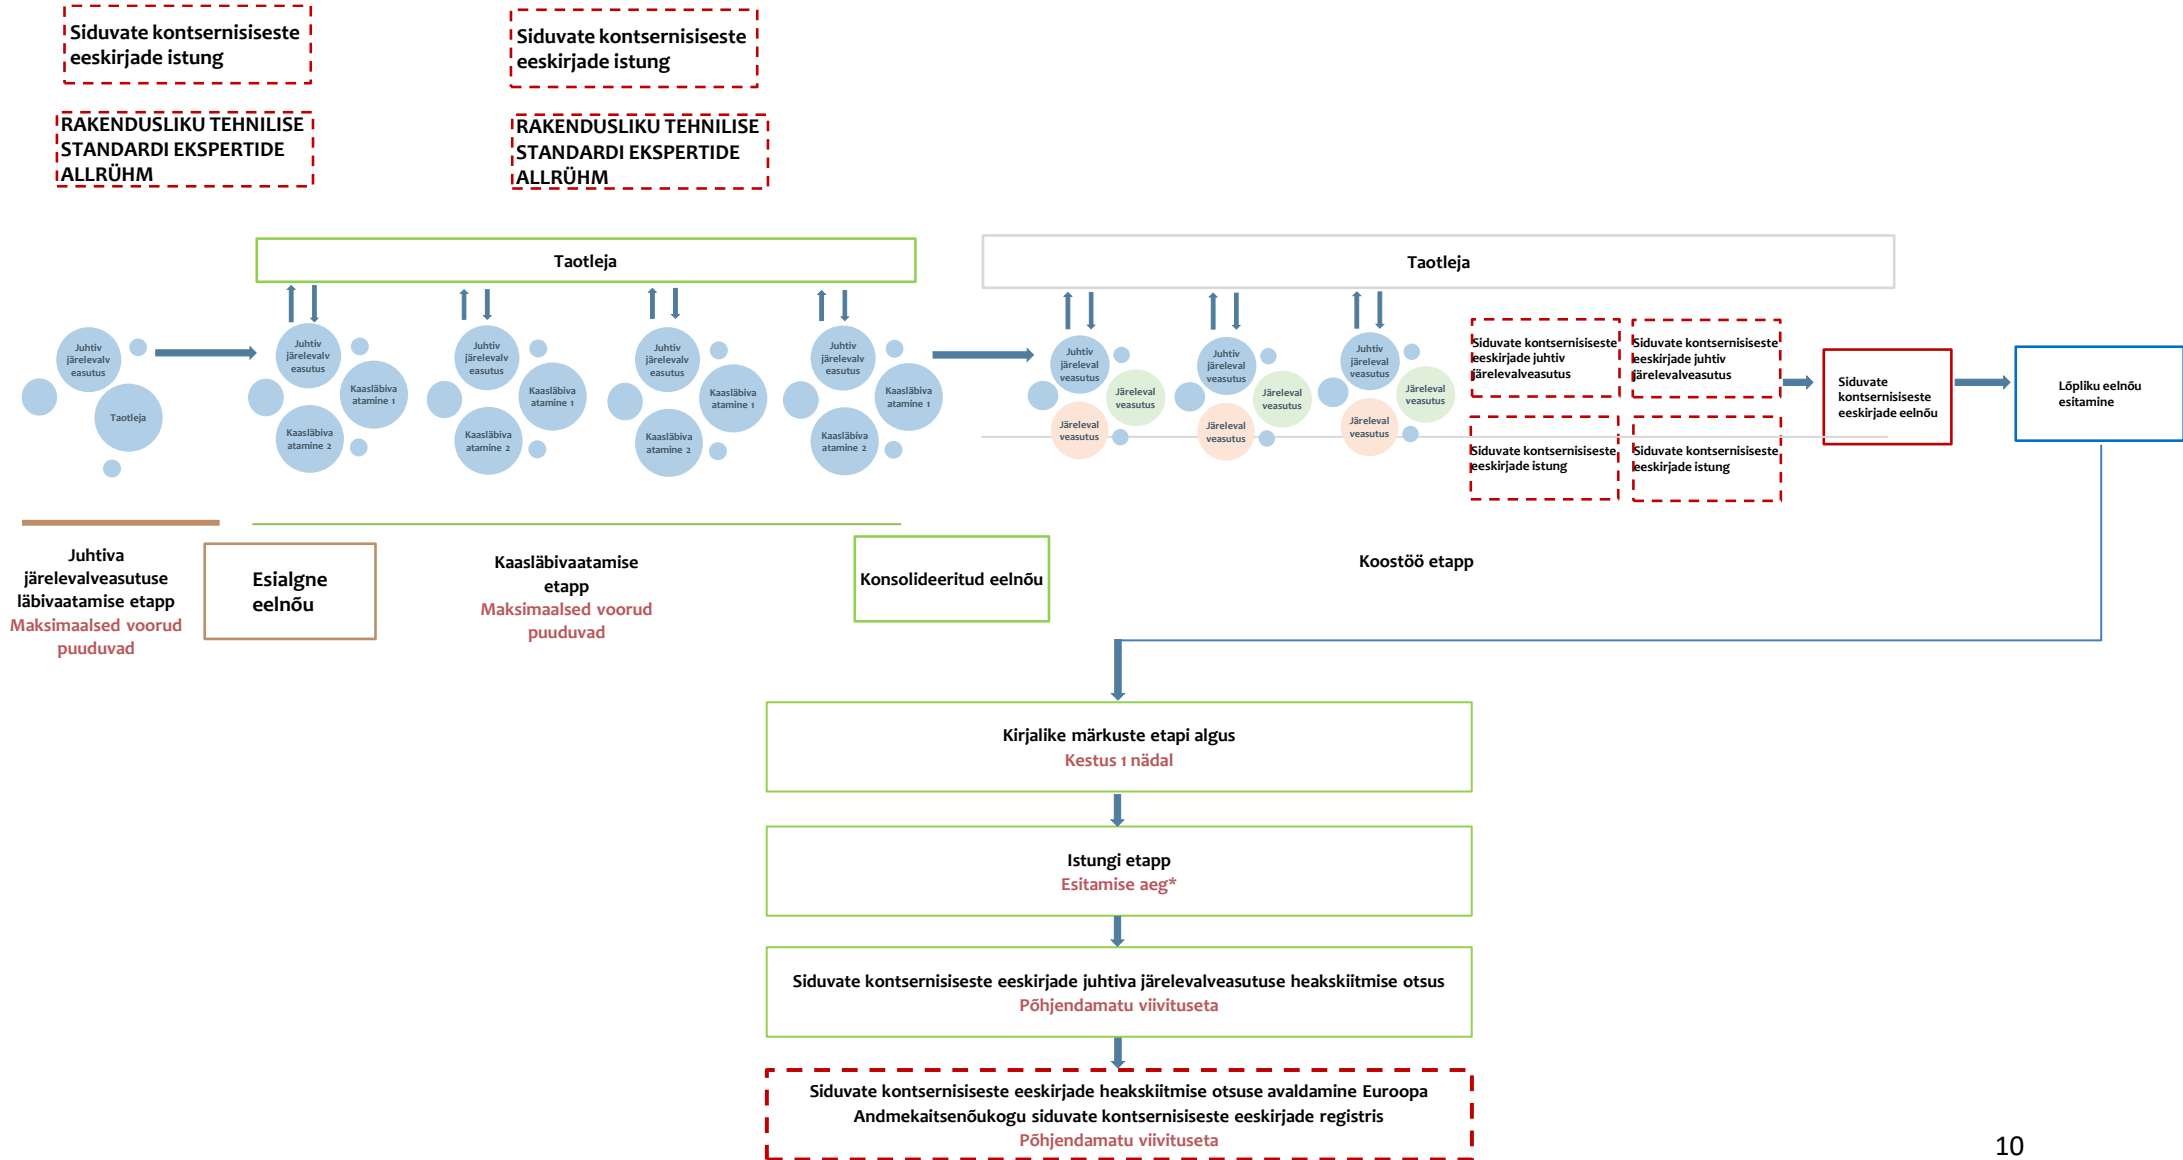 Siduvate kontsernisiseste
eeskirjade istung
Siduvate kontsernisiseste
eeskirjade istung
RAKENDUSLIKU TEHNILISE
STANDARDI EKSPERTIDE
ALLRÜHM
RAKENDUSLIKU TEHNILISE
STANDARDI EKSPERTIDE
ALLRÜHM
Taotleja
Taotleja
Juhtiv
järelevalv
easutus
Taotleja
Juhtiv
järelevalv
easutus
Kaasläbiva
atamine 1
Kaasläbiva
atamine 2
Juhtiv
järelevalv
easutus
Kaasläbiva
atamine 1
Kaasläbiva
atamine 2
Juhtiv
järelevalv
easutus
Kaasläbiva
atamine 1
Kaasläbiva
atamine 2
Juhtiv
järelevalv
easutus
Kaasläbiva
atamine 1
Kaasläbiva
atamine 2
Juhtiv
järeleval
veasutus
Järeleval
veasutus
Järeleval
veasutus
Juhtiv
järeleval
veasutus
Järeleval
veasutus
Järeleval
veasutus
Juhtiv
järeleval
veasutus
Järeleval
veasutus
Järeleval
veasutus
Siduvate kontsernisiseste
eeskirjade juhtiv
järelevalveasutus
Siduvate kontsernisiseste
eeskirjade juhtiv
järelevalveasutus
Siduvate kontsernisiseste
eeskirjade istung
Siduvate kontsernisiseste
eeskirjade istung
Siduvate
kontsernisiseste
eeskirjade eelnõu
Lõpliku eelnõu
esitamine
Juhtiva
järelevalveasutuse
läbivaatamise etapp
Maksimaalsed voorud
puuduvad
Esialgne
eelnõu
Kaasläbivaatamise
etapp
Maksimaalsed voorud
puuduvad
Konsolideeritud eelnõu
Koostöö etapp
Kirjalike märkuste etapi algus
Kestus 1 nädal
Istungi etapp
Esitamise aeg*
Siduvate kontsernisiseste eeskirjade juhtiva järelevalveasutuse heakskiitmise otsus
Põhjendamatu viivituseta
Siduvate kontsernisiseste eeskirjade heakskiitmise otsuse avaldamine Euroopa
Andmekaitsenõukogu siduvate kontsernisiseste eeskirjade registris
Põhjendamatu viivituseta
10